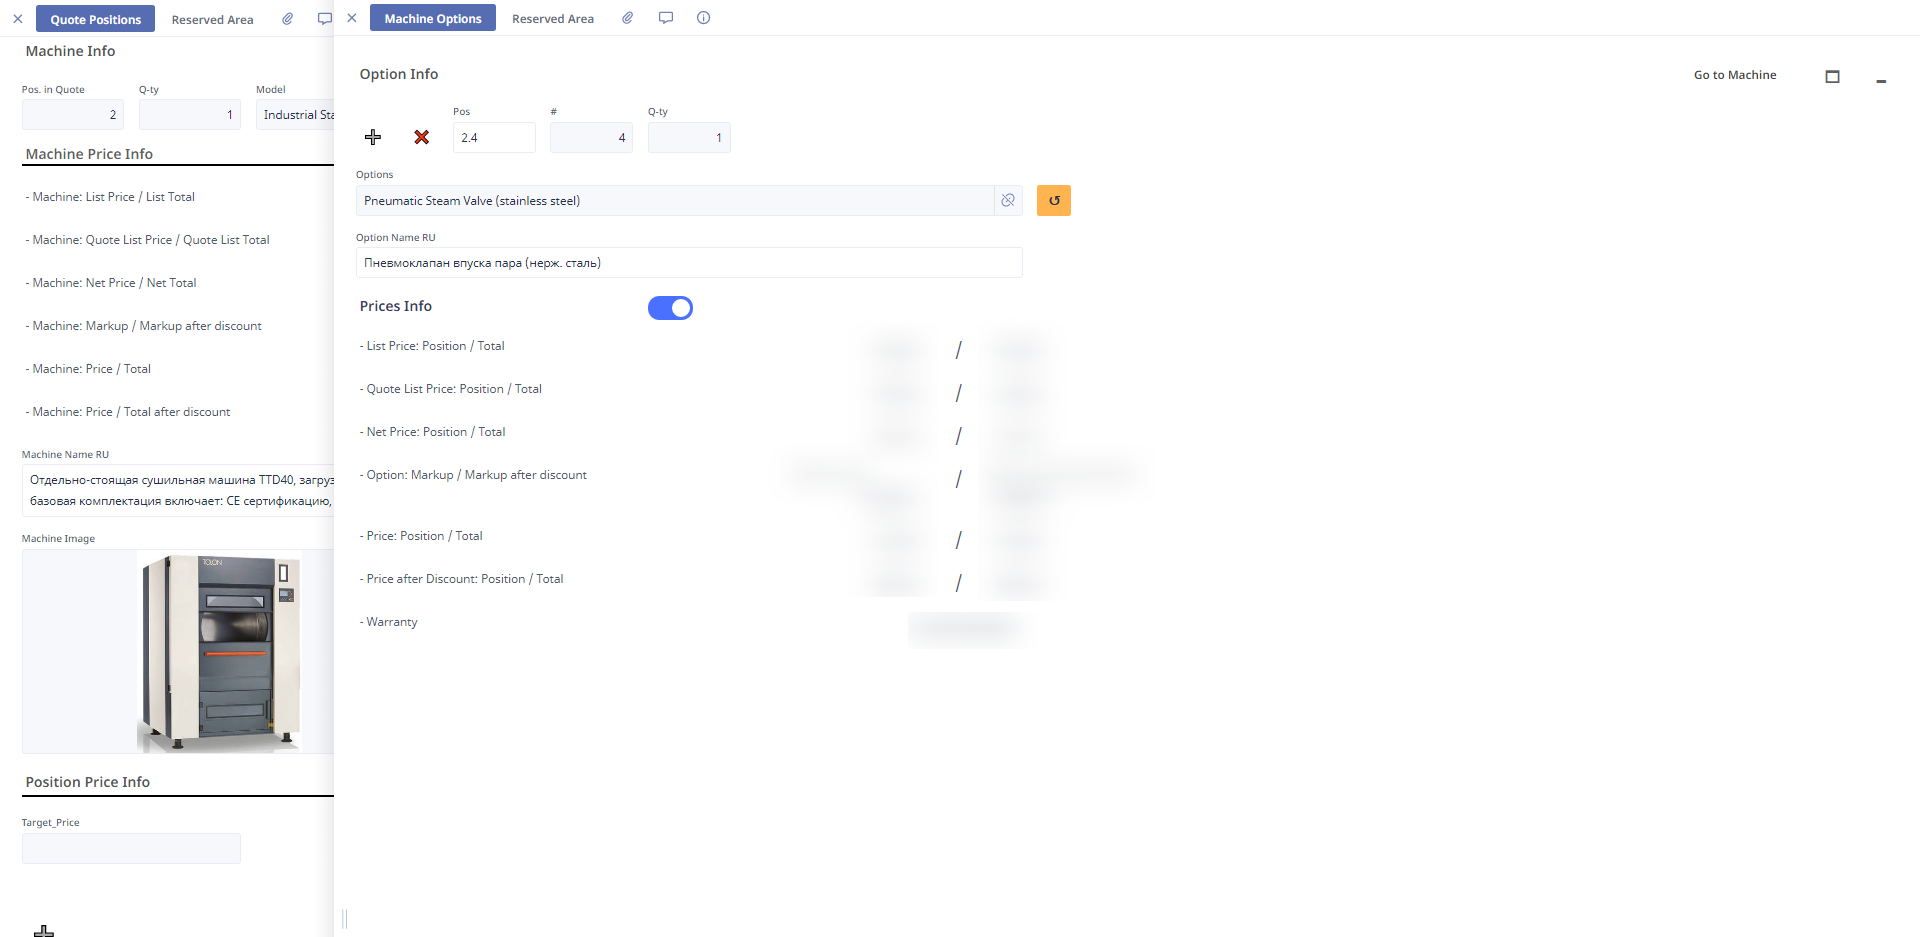 Quote Positions
Reserved Area
Machine Info
Pos. in Quote
Q-ty
Model
2
1
Industrial Sta
Machine Price Info
- Machine: List Price / List Total
- Machine: Quote List Price / Quote List Total
- Machine: Net Price / Net Total
- Machine: Markup / Markup after discount
- Machine: Price / Total
- Machine: Price / Total after discount
Machine Name RU
Отдельно-стоящая сушильная машина TTD40, загруз
базовая комплектация включает: CE сертификацию,
Machine Image
TOLON
Position Price Info
Target_Price
Machine Options
Reserved Area
Option Info
Go to Machine
Pos
#
Q-ty
2.4
4
1
Options
Pneumatic Steam Valve (stainless steel)
Option Name RU
Пневмоклапан впуска пара (нерж. сталь)
Prices Info
- List Price: Position / Total
/
- Quote List Price: Position / Total
/
- Net Price: Position / Total
/
- Option: Markup / Markup after discount
/
- Price: Position / Total
/
- Price after Discount: Position / Total
/
- Warranty